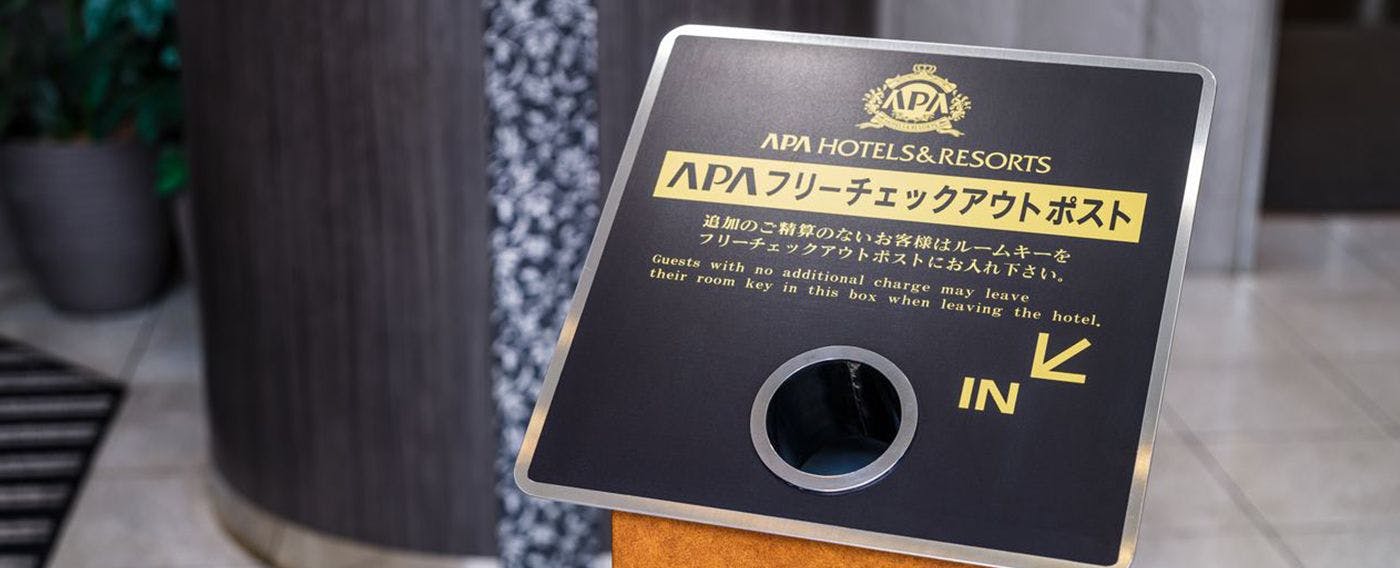 APA
APA HOTELS&RESORTS
APAフリーチェックアウトポスト
追加のご精算のないお客様はルームキーを
フリーチェックアウトポストにお入れ下さい。
Guests with no additional charge may leave
their room key in this box when leaving the hotel.
IN